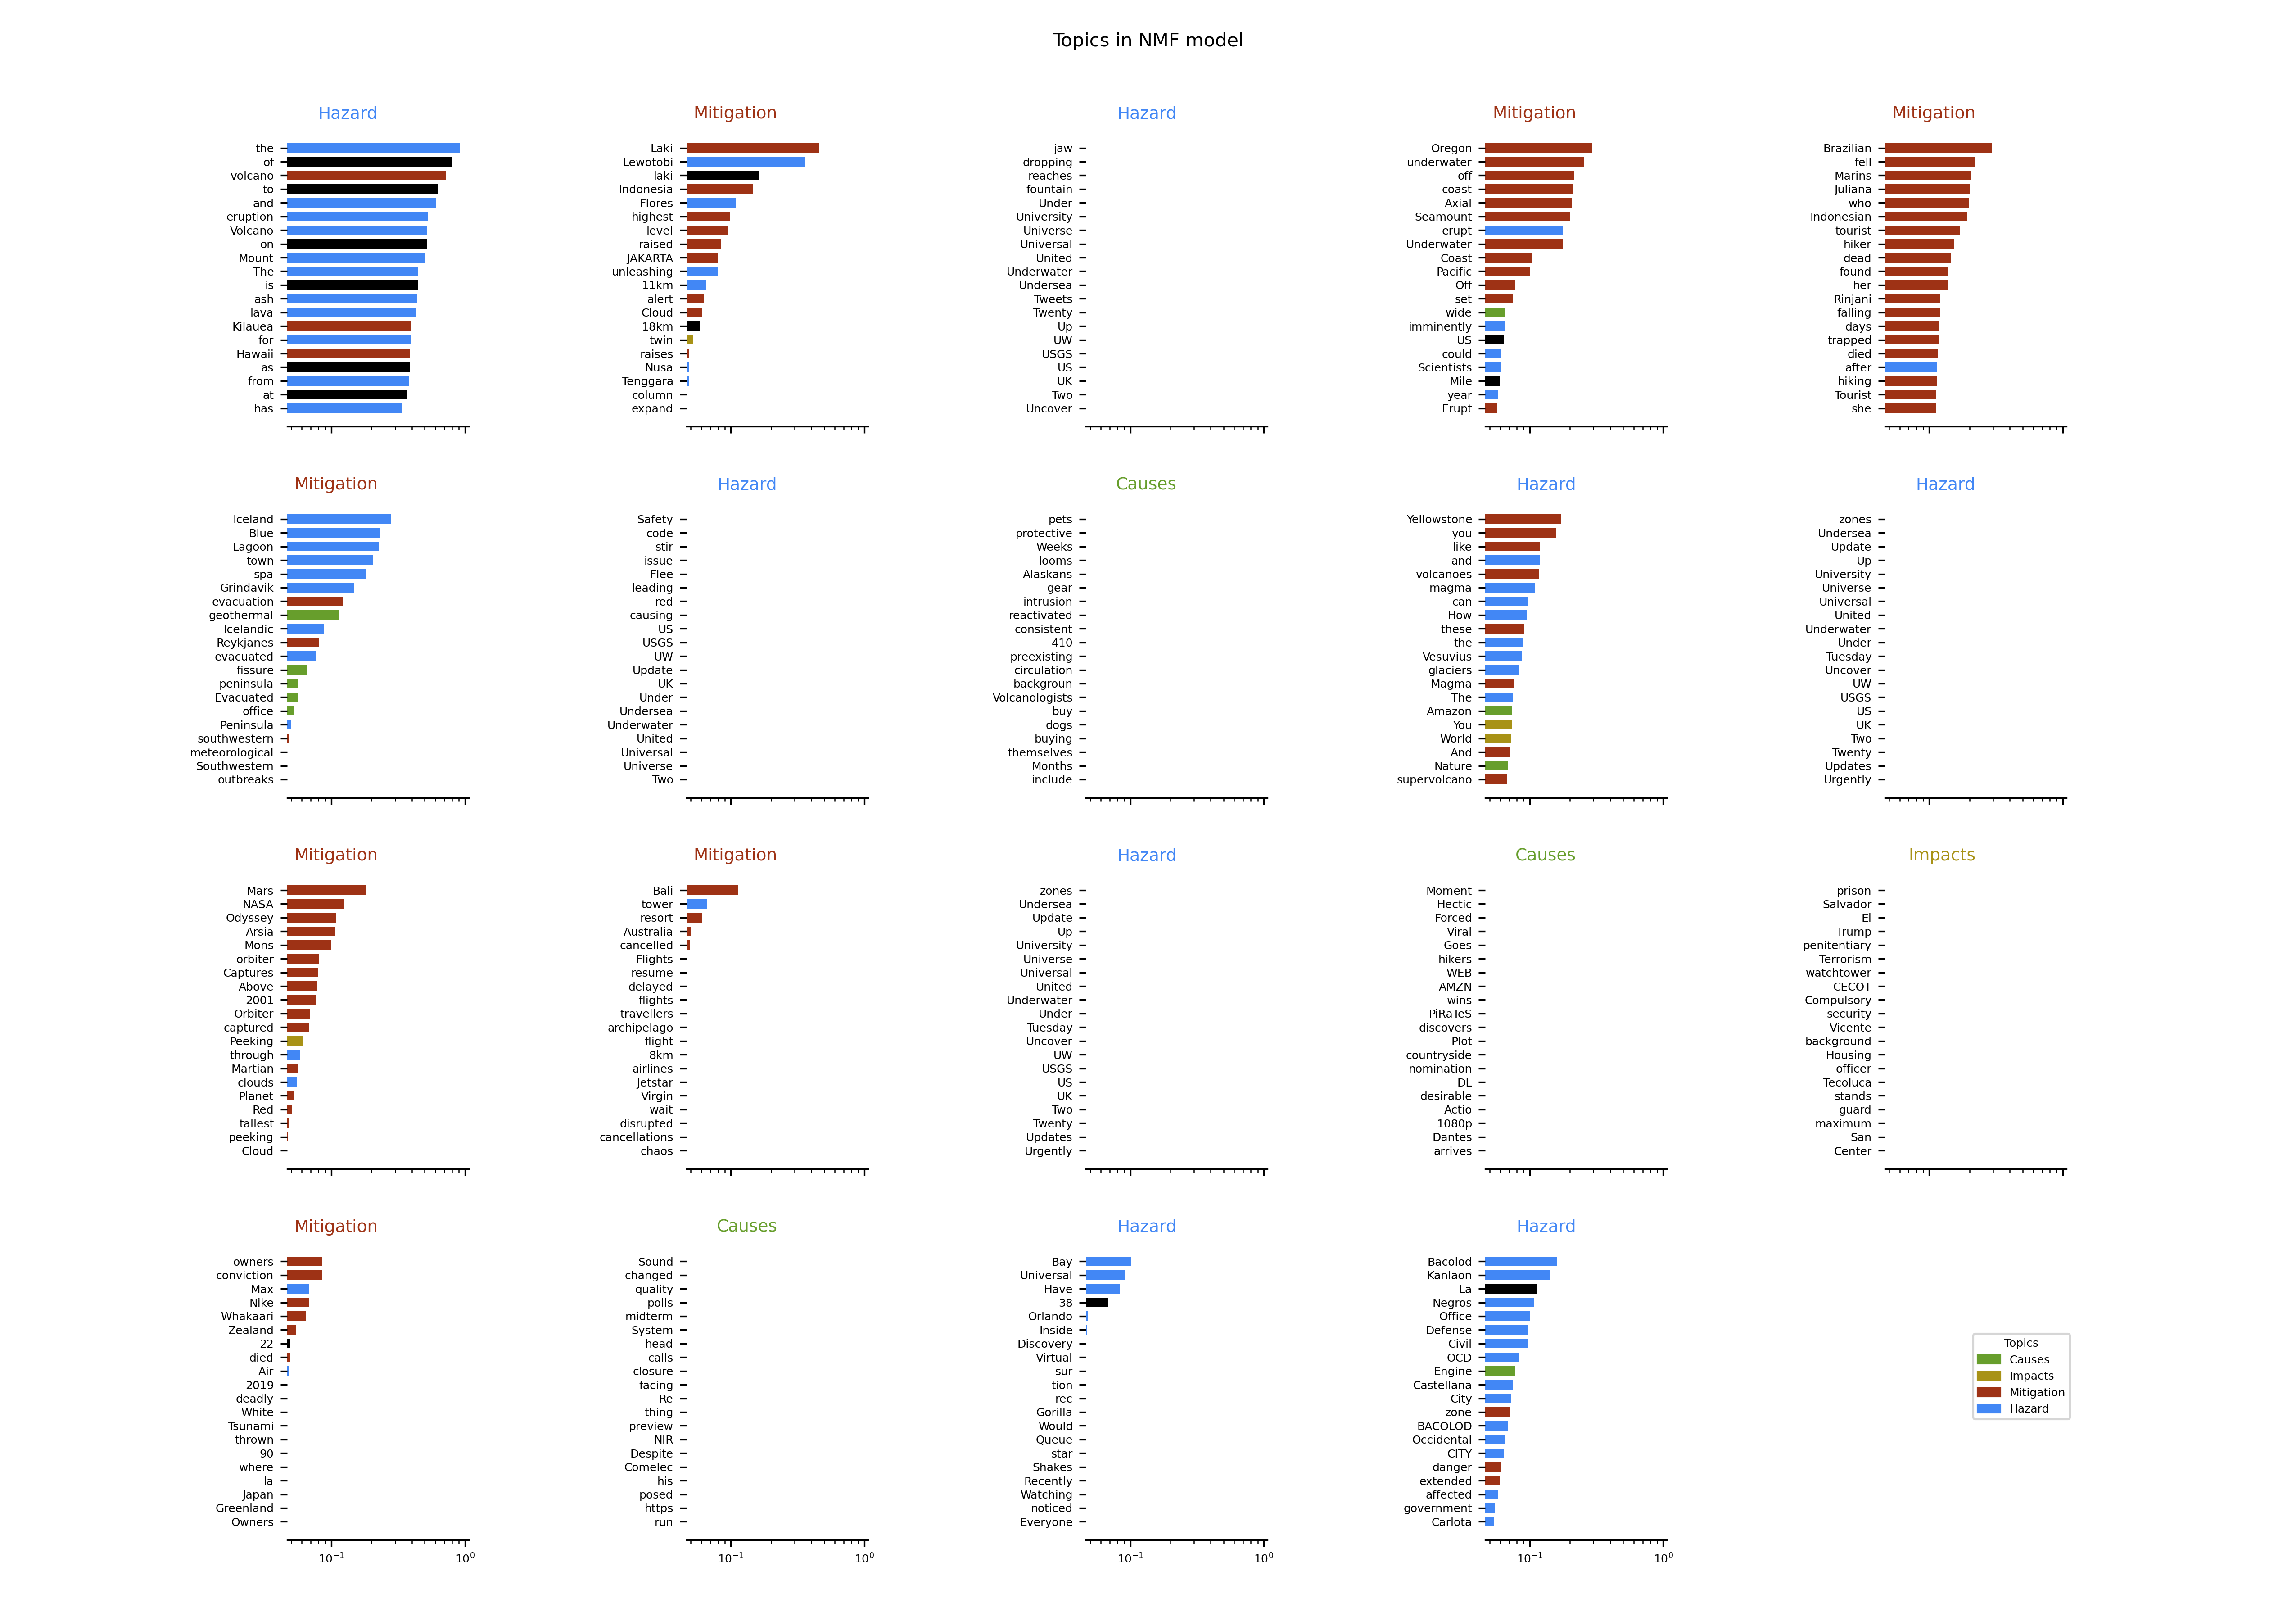 Topics in NMF model
Hazard
the
of
volcano
to
and
eruption
Volcano
on
Mount
The
is
ash
lava
Kilauea
for
Hawaii
as
from
at
has
Mitigation
Laki
Lewotobi
laki
Indonesia
Flores
highest
level
raised
JAKARTA
unleashing
11km
alert
Cloud
18km
twin
raises
Nusa
Tenggara
column
expand
Hazard
jaw
dropping
reaches
fountain
Under
University
Universe
Universal
United
Underwater
Undersea
Tweets
Twenty
Up
UW
USGS
US
UK
Two
Uncover
Mitigation
Oregon
underwater
off
coast
Axial
Seamount
erupt
Underwater
Coast
Pacific
Off
set
wide
imminently
US
could
Scientists
Mile
year
Erupt
Mitigation
Brazilian
fell
Marins
Juliana
who
Indonesian
tourist
hiker
dead
found
her
Rinjani
falling
days
trapped
died
after
hiking
Tourist
she
Mitigation
Iceland
Blue
Lagoon
town
spa
Grindavik
evacuation
geothermal
Icelandic
Reykjanes
evacuated
fissure
peninsula
Evacuated
office
Peninsula
southwestern
meteorological
Southwestern
outbreaks
Hazard
Safety
code
stir
issue
Flee
leading
red
causing
US
USGS
UW
Update
UK
Under
Undersea
Underwater
United
Universal
Universe
Two
Causes
pets
protective
Weeks
looms
Alaskans
gear
intrusion
reactivated
consistent
410
preexisting
circulation
backgroun
Volcanologists
buy
dogs
buying
themselves
Months
include
Hazard
Yellowstone
you
like
and
volcanoes
magma
can
How
these
the
Vesuvius
glaciers
Magma
The
Amazon
You
World
And
Nature
supervolcano
Hazard
zones
Undersea
Update
Up
University
Universe
Universal
United
Underwater
Under
Tuesday
Uncover
UW
USGS
US
UK
Two
Twenty
Updates
Urgently
Mitigation
Mars
NASA
Odyssey
Arsia
Mons
orbiter
Captures
Above
2001
Orbiter
captured
Peeking
through
Martian
clouds
Planet
Red
tallest
peeking
Cloud
Mitigation
Bali
tower
resort
Australia
cancelled
Flights
resume
delayed
flights
travellers
archipelago
flight
8km
airlines
Jetstar
Virgin
wait
disrupted
cancellations
chaos
Hazard
zones
Undersea
Update
Up
University
Universe
Universal
United
Underwater
Under
Tuesday
Uncover
UW
USGS
US
UK
Two
Twenty
Updates
Urgently
Causes
Moment
Hectic
Forced
Viral
Goes
hikers
WEB
AMZN
wins
PiRaTeS
discovers
Plot
countryside
nomination
DL
desirable
Actio
1080p
Dantes
arrives
Impacts
prison
Salvador
El
Trump
penitentiary
Terrorism
watchtower
CECOT
Compulsory
security
Vicente
background
Housing
officer
Tecoluca
stands
guard
maximum
San
Center
Mitigation
owners
conviction
Max
Nike
Whakaari
Zealand
22
died
Air
2019
deadly
White
Tsunami
thrown
90
where
la
Japan
Greenland
Owners
10⁻¹ 10⁰
Causes
Sound
changed
quality
polls
midterm
System
head
calls
closure
facing
Re
thing
preview
NIR
Despite
Comelec
his
posed
https
run
10⁻¹ 10⁰
Hazard
Bay
Universal
Have
38
Orlando
Inside
Discovery
Virtual
sur
tion
rec
Gorilla
Would
Queue
star
Shakes
Recently
Watching
noticed
Everyone
10⁻¹ 10⁰
Hazard
Bacolod
Kanlaon
La
Negros
Office
Defense
Civil
OCD
Engine
Castellana
City
zone
BACOLOD
Occidental
CITY
danger
extended
affected
government
Carlota
10⁻¹ 10⁰
Topics
Causes
Impacts
Mitigation
Hazard